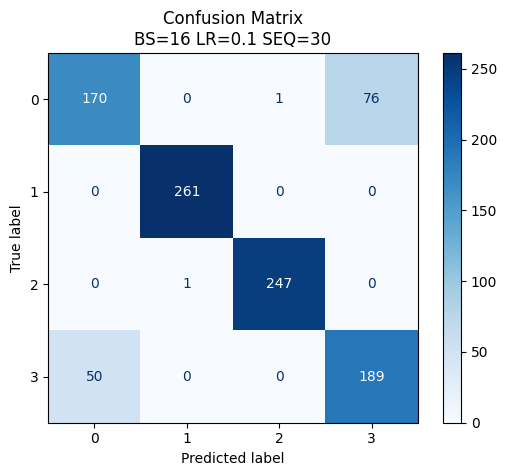 Confusion Matrix
BS=16 LR=0.1 SEQ=30
0 170 0 1 76
1 0 261 0 0
2 0 1 247 0
3 50 0 0 189
0 1 2 3
Predicted label
True label
250
200
150
100
50
0